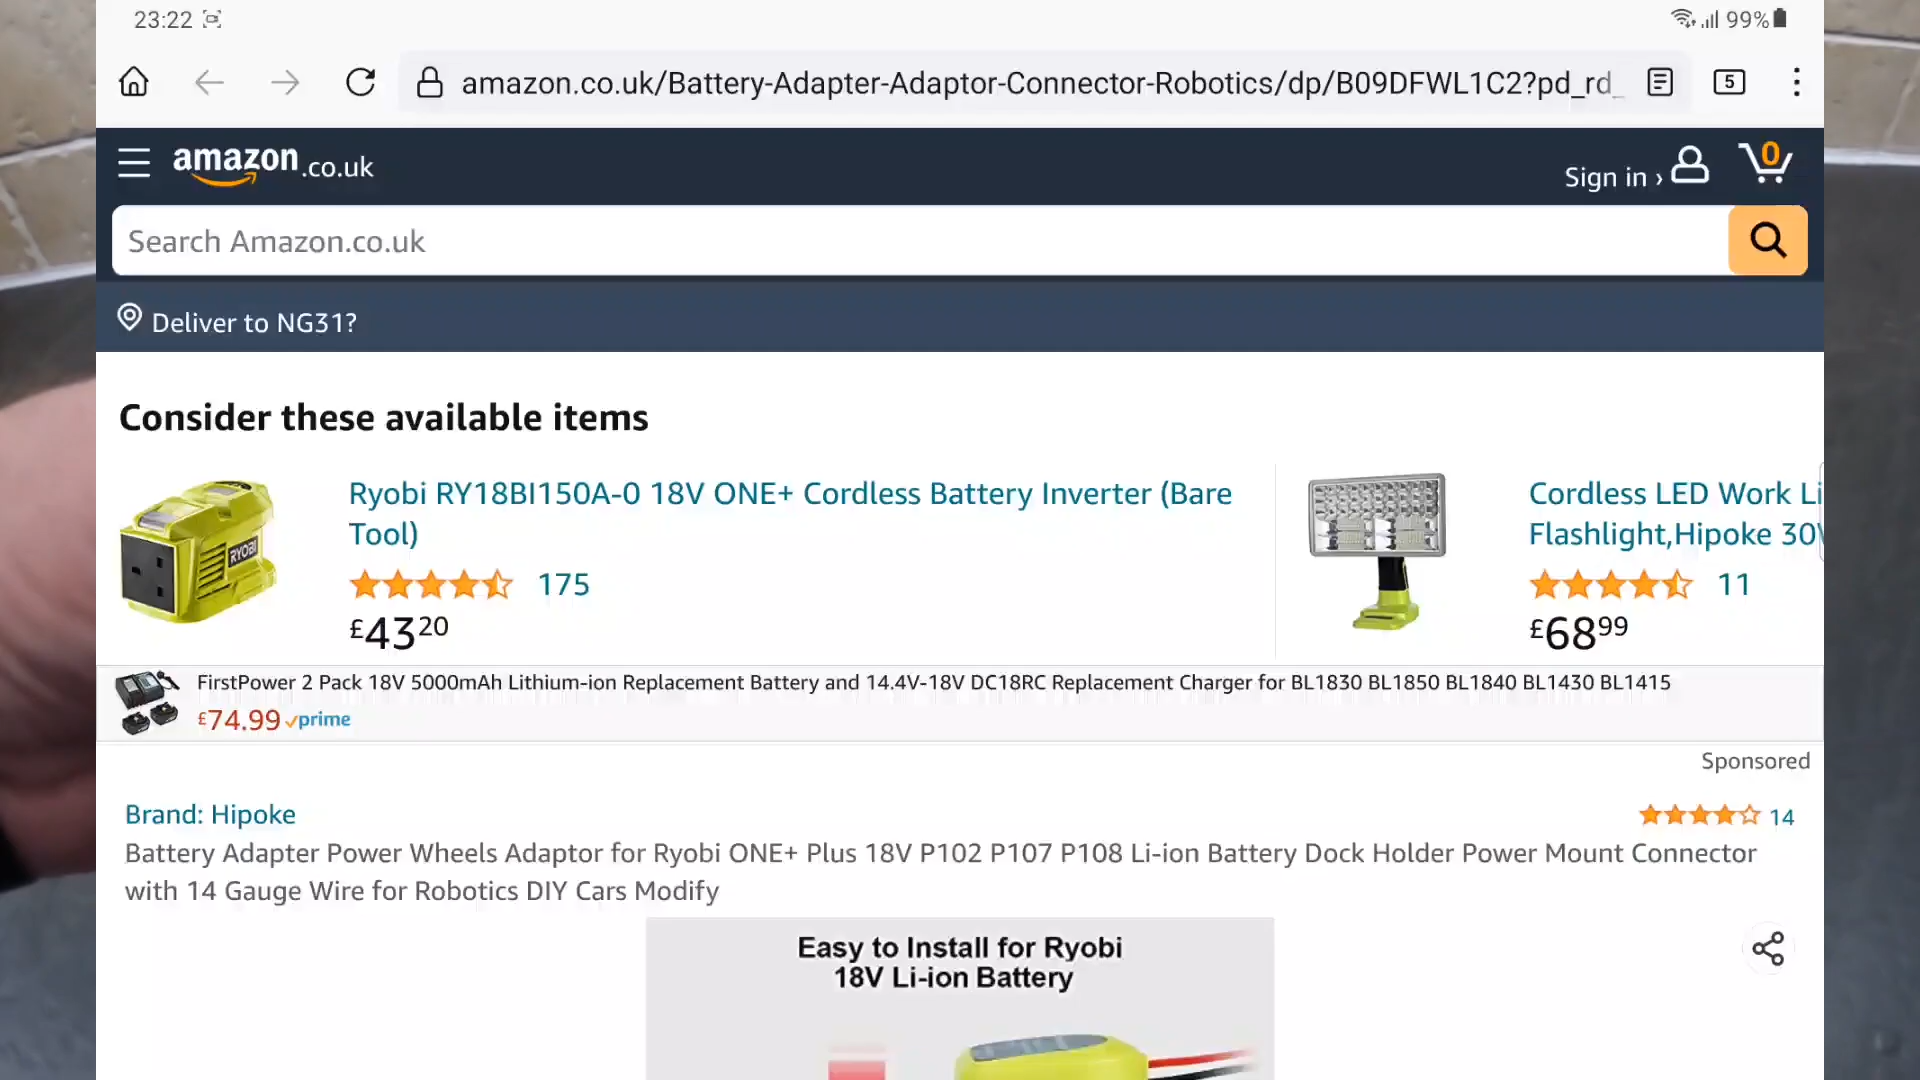 23:22
99%
amazon.co.uk/Battery-Adapter-Adaptor-Connector-Robotics/dp/B09DFWL1C2?pd_rd_
5
amazon.co.uk
Sign in ›
0
Search Amazon.co.uk
Deliver to NG31?
Consider these available items
Ryobi RY18BI150A-0 18V ONE+ Cordless Battery Inverter (Bare
Tool)
175
£4320
RYOBI
Cordless LED Work Li
Flashlight,Hipoke 30
11
£6899
FirstPower 2 Pack 18V 5000mAh Lithium-ion Replacement Battery and 14.4V-18V DC18RC Replacement Charger for BL1830 BL1850 BL1840 BL1430 BL1415
£74.99 prime
Sponsored
Brand: Hipoke
14
Battery Adapter Power Wheels Adaptor for Ryobi ONE+ Plus 18V P102 P107 P108 Li-ion Battery Dock Holder Power Mount Connector
with 14 Gauge Wire for Robotics DIY Cars Modify
Easy to Install for Ryobi
18V Li-ion Battery